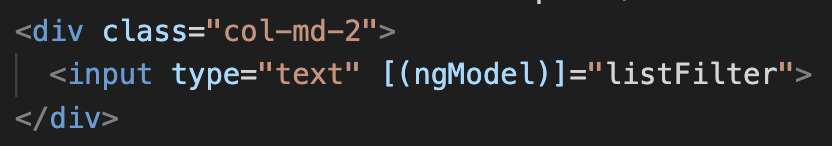 <div class="col-md-2">
<input type="text" [(ngModel)]="listFilter">
</div>